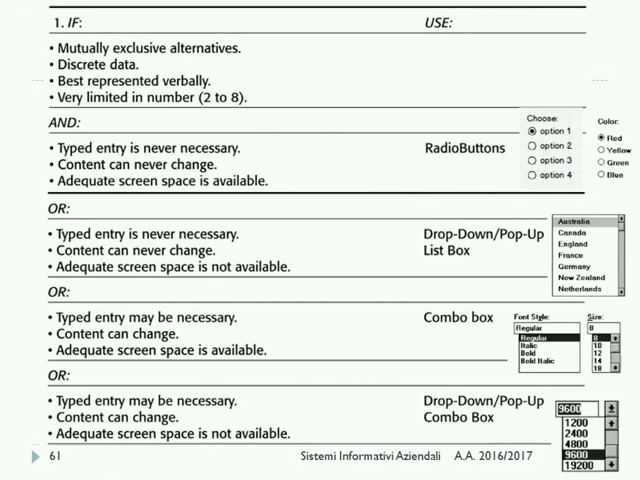 1. IF: USE:
• Mutually exclusive alternatives.
• Discrete data.
• Best represented verbally.
• Very limited in number (2 to 8).
AND:
• Typed entry is never necessary. RadioButtons
• Content can never change.
• Adequate screen space is available.
Choose:
option 1
option 2
option 3
option 4
Color:
Red
Yellow
Green
Blue
OR:
• Typed entry is never necessary. Drop-Down/Pop-Up
• Content can never change. List Box
• Adequate screen space is not available.
Australia
Canada
England
France
Germany
New Zealand
Netherlands
OR:
• Typed entry may be necessary. Combo box
• Content can change.
• Adequate screen space is available.
Font Style:
Regular
Regular
Italic
Bold
Bold Italic
Size:
8
8
10
12
14
18
OR:
• Typed entry may be necessary. Drop-Down/Pop-Up
• Content can change. Combo Box
• Adequate screen space is not available.
9600
1200
2400
4800
9600
19200
61 Sistemi Informativi Aziendali A.A. 2016/2017